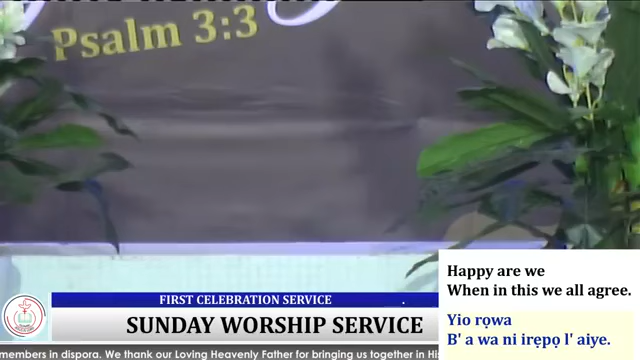 Psalm 3:3
Happy are we
When in this we all agree.
Yio rọwa
B' a wa ni irẹpọ l' aiye.
FIRST CELEBRATION SERVICE
SUNDAY WORSHIP SERVICE
members in dispora. We thank our Loving Heavenly Father for bringing us together in His